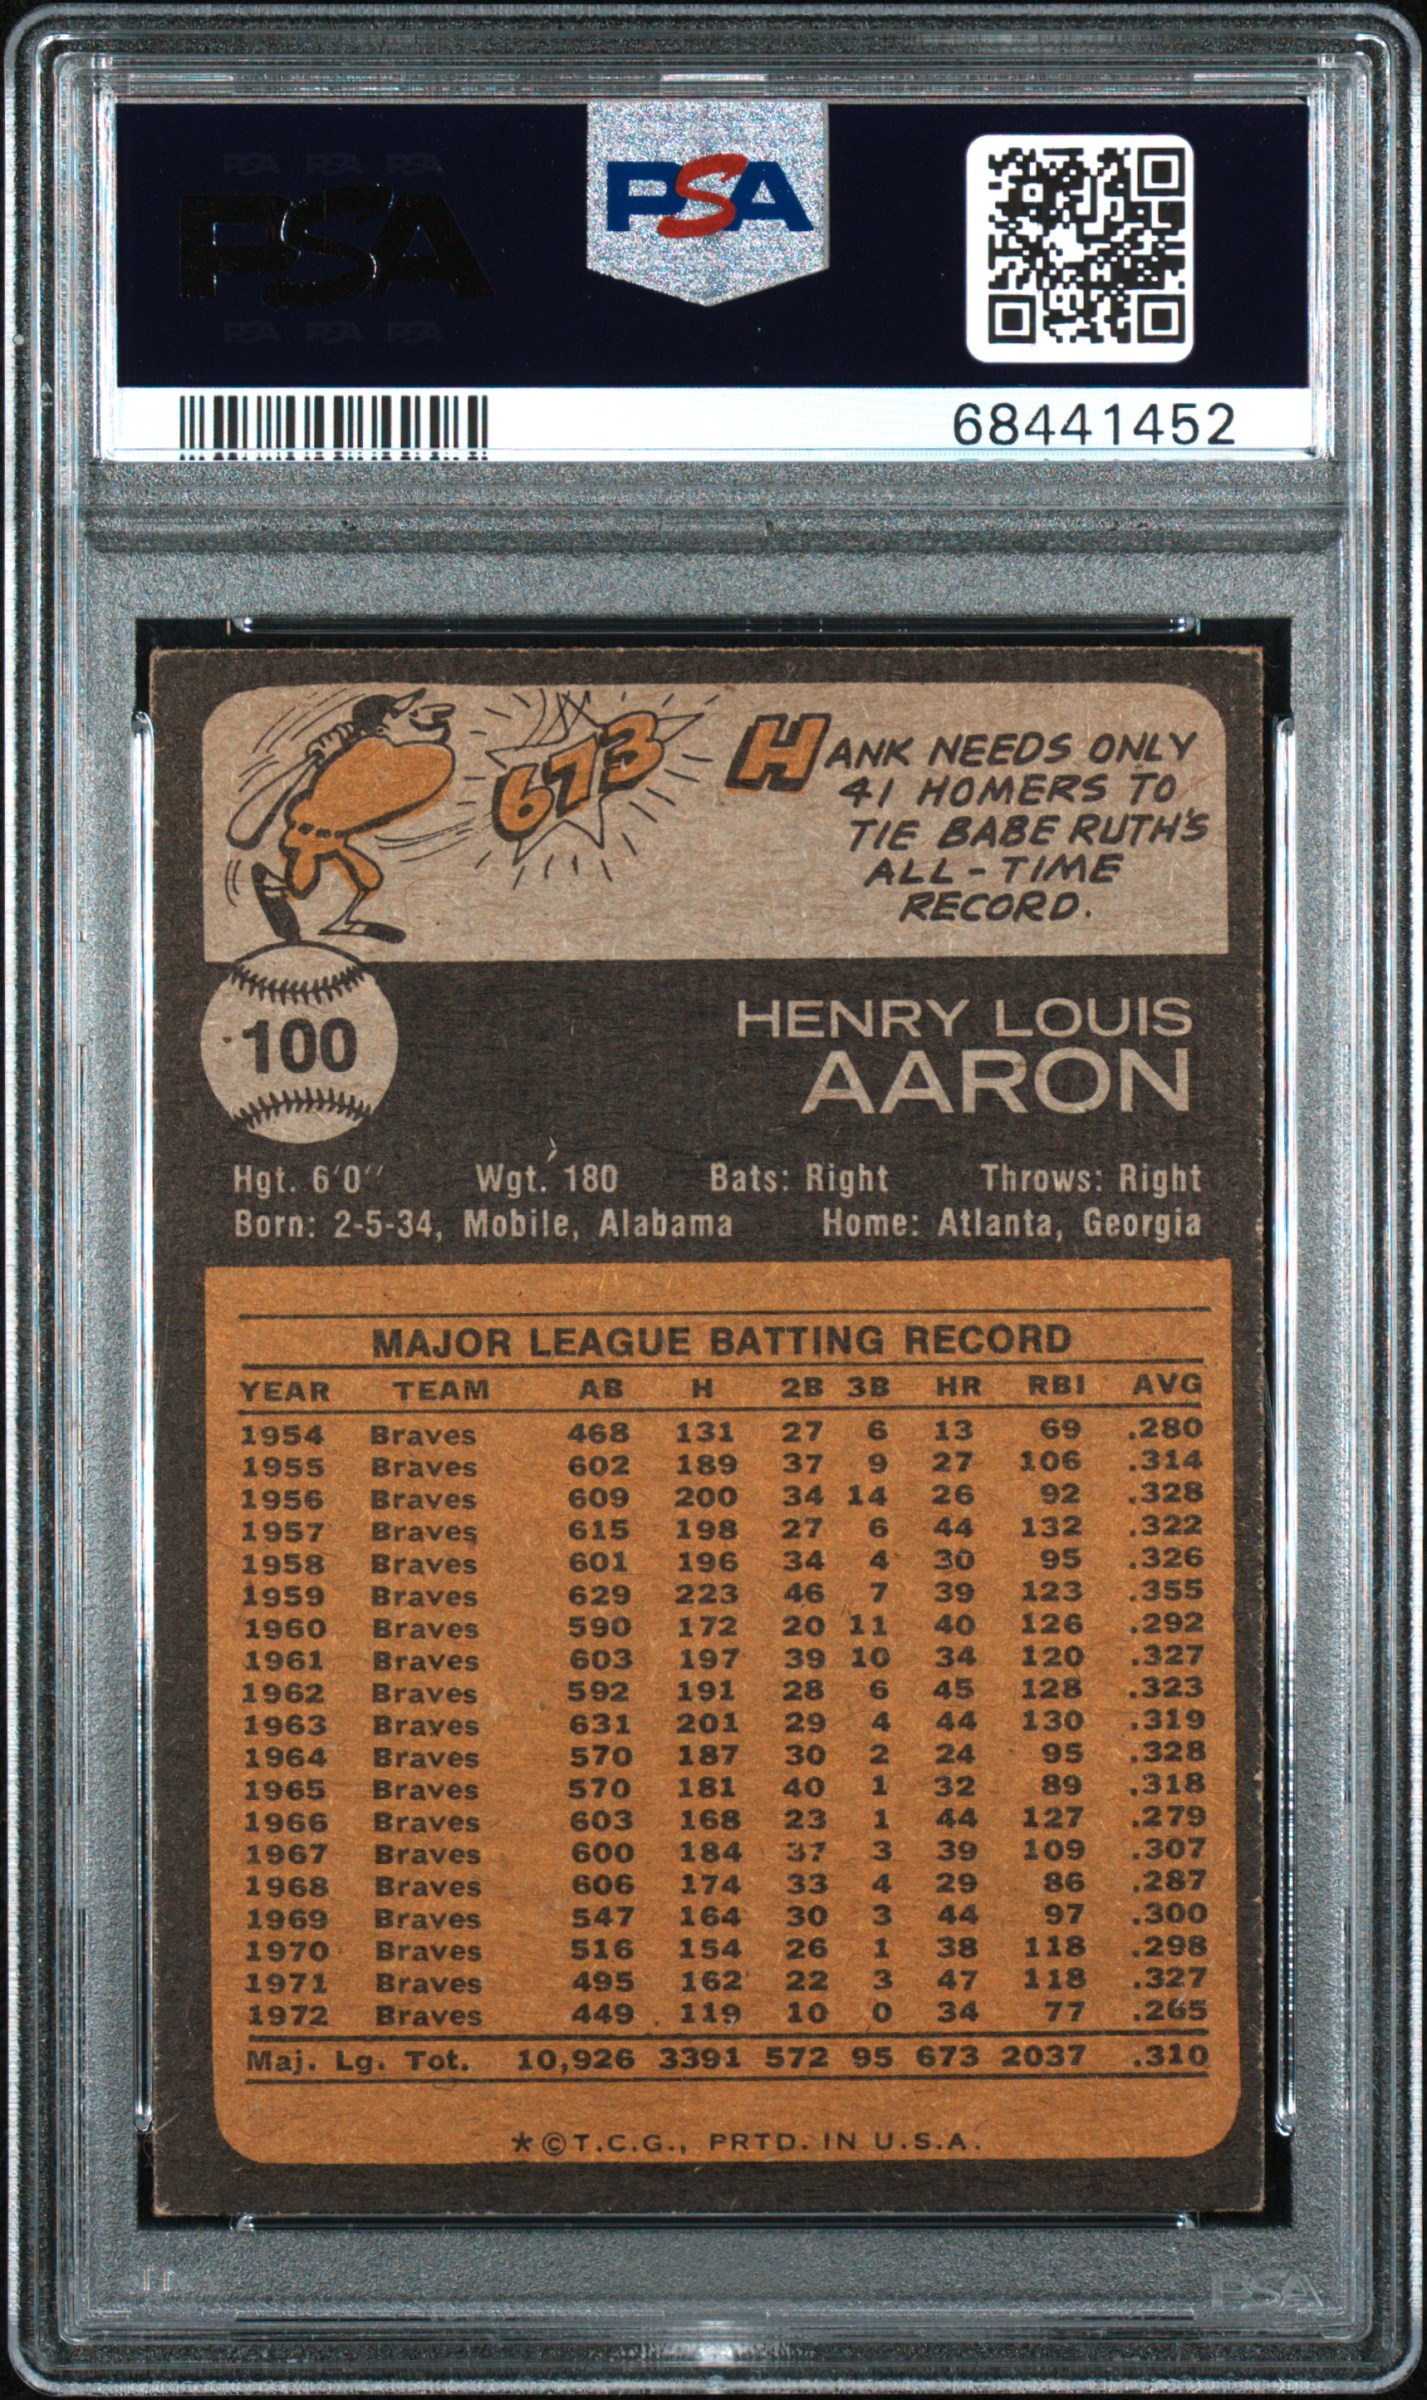 PSA PSA PSA
PSA
PSA PSA PSA
PSA
68441452
673
HANK NEEDS ONLY
41 HOMERS TO
TIE BABE RUTH'S
ALL-TIME
RECORD.
100
HENRY LOUIS
AARON
Hgt. 6'0" Wgt. 180 Bats: Right Throws: Right
Born: 2-5-34, Mobile, Alabama Home: Atlanta, Georgia
MAJOR LEAGUE BATTING RECORD
YEAR TEAM AB H 2B 3B HR RBI AVG
1954 Braves 468 131 27 6 13 69 .280
1955 Braves 602 189 37 9 27 106 .314
1956 Braves 609 200 34 14 26 92 .328
1957 Braves 615 198 27 6 44 132 .322
1958 Braves 601 196 34 4 30 95 .326
1959 Braves 629 223 46 7 39 123 .355
1960 Braves 590 172 20 11 40 126 .292
1961 Braves 603 197 39 10 34 120 .327
1962 Braves 592 191 28 6 45 128 .323
1963 Braves 631 201 29 4 44 130 .319
1964 Braves 570 187 30 2 24 95 .328
1965 Braves 570 181 40 1 32 89 .318
1966 Braves 603 168 23 1 44 127 .279
1967 Braves 600 184 37 3 39 109 .307
1968 Braves 606 174 33 4 29 86 .287
1969 Braves 547 164 30 3 44 97 .300
1970 Braves 516 154 26 1 38 118 .298
1971 Braves 495 162 22 3 47 118 .327
1972 Braves 449 119 10 0 34 77 .265
Maj. Lg. Tot. 10,926 3391 572 95 673 2037 .310
*©T.C.G., PRTD. IN U.S.A.
PSA